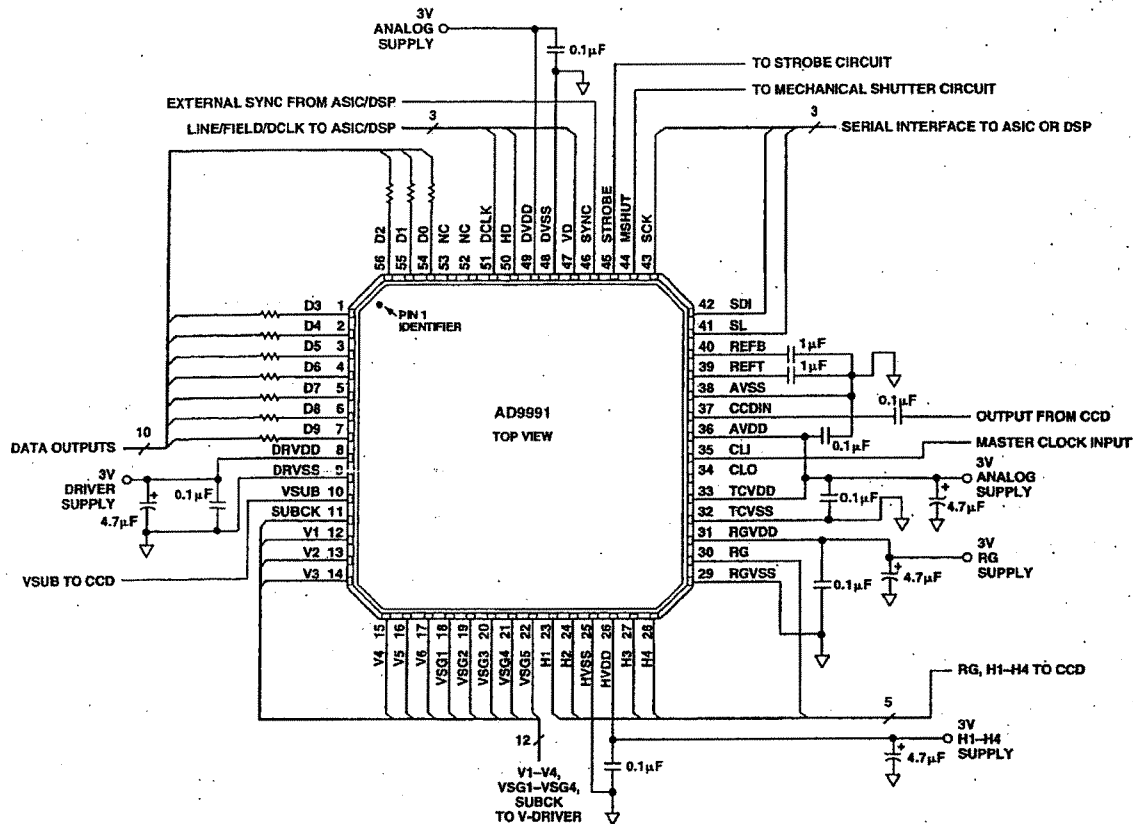 3V
ANALOG
SUPPLY
0.1µF
TO STROBE CIRCUIT
TO MECHANICAL SHUTTER CIRCUIT
EXTERNAL SYNC FROM ASIC/DSP
LINE/FIELD/DCLK TO ASIC/DSP
3
3
SERIAL INTERFACE TO ASIC OR DSP
D2
D1
D0
NC
NC
DCLK
HD
DVDD
DVSS
VD
SYNC
STROBE
MSHUT
SCK
56
55
54
53
52
51
50
49
48
47
46
45
44
43
PIN 1
IDENTIFIER
AD9991
TOP VIEW
D3 1
D4 2
D5 3
D6 4
D7 5
D8 6
D9 7
DRVDD 8
DRVSS 9
VSUB 10
SUBCK 11
V1 12
V2 13
V3 14
DATA OUTPUTS
10
3V
DRIVER
SUPPLY
4.7µF
0.1µF
VSUB TO CCD
42 SDI
41 SL
40 REFB
39 REFT
38 AVSS
37 CCDIN
36 AVDD
35 CLI
34 CLO
33 TCVDD
32 TCVSS
31 RGVDD
30 RG
29 RGVSS
1µF
1µF
0.1µF
OUTPUT FROM CCD
0.1µF
MASTER CLOCK INPUT
3V
ANALOG
SUPPLY
0.1µF
4.7µF
3V
RG
SUPPLY
0.1µF
4.7µF
15
16
17
18
19
20
21
22
23
24
25
26
27
28
V4
V5
V6
VSG1
VSG2
VSG3
VSG4
VSG5
H1
H2
HVSS
HVDD
H3
H4
RG, H1–H4 TO CCD
5
3V
H1–H4
SUPPLY
4.7µF
0.1µF
12
V1–V4,
VSG1–VSG4,
SUBCK
TO V-DRIVER